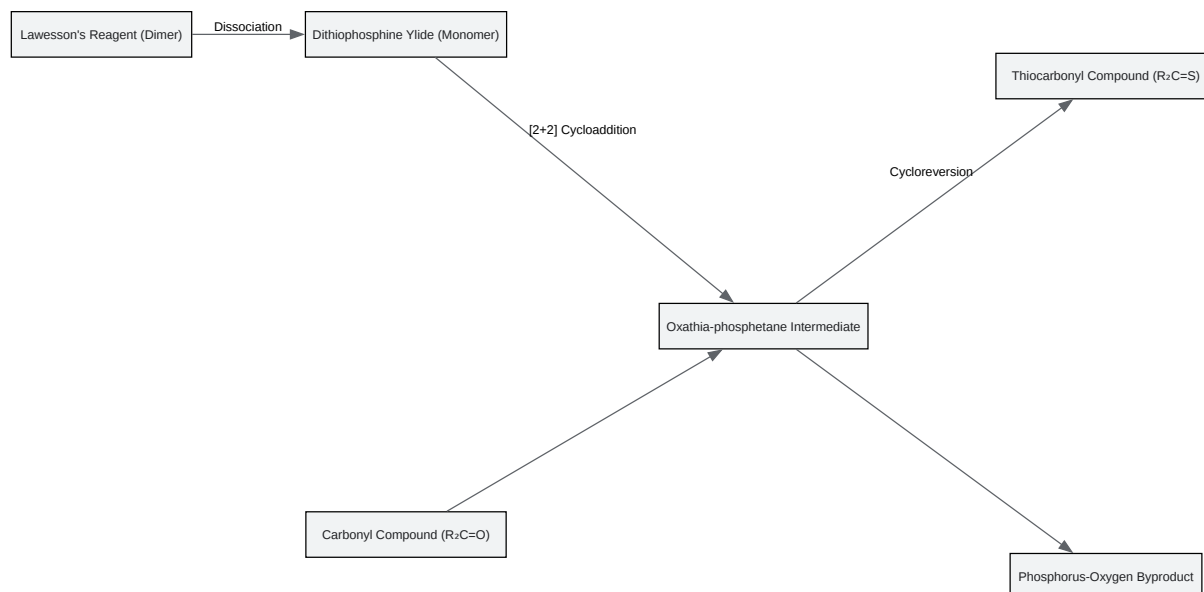 Lawesson's Reagent (Dimer)
Dissociation
Dithiophosphine Ylide (Monomer)
Thiocarbonyl Compound (R₂C=S)
[2+2] Cycloaddition
Cycloreversion
Oxathia-phosphetane Intermediate
Carbonyl Compound (R₂C=O)
Phosphorus-Oxygen Byproduct